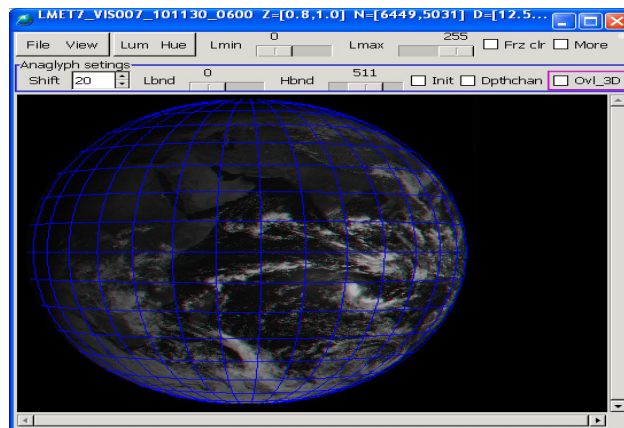 LMET7_VIS007_101130_0600 Z=[0.8,1.0] N=[6449,5031] D=[12.5...
File View Lum Hue Lmin 0 Lmax 255 Frz clr More
Anaglyph setings
Shift 20 Lbnd 0 Hbnd 511 Init Dpthchan Ovl_3D